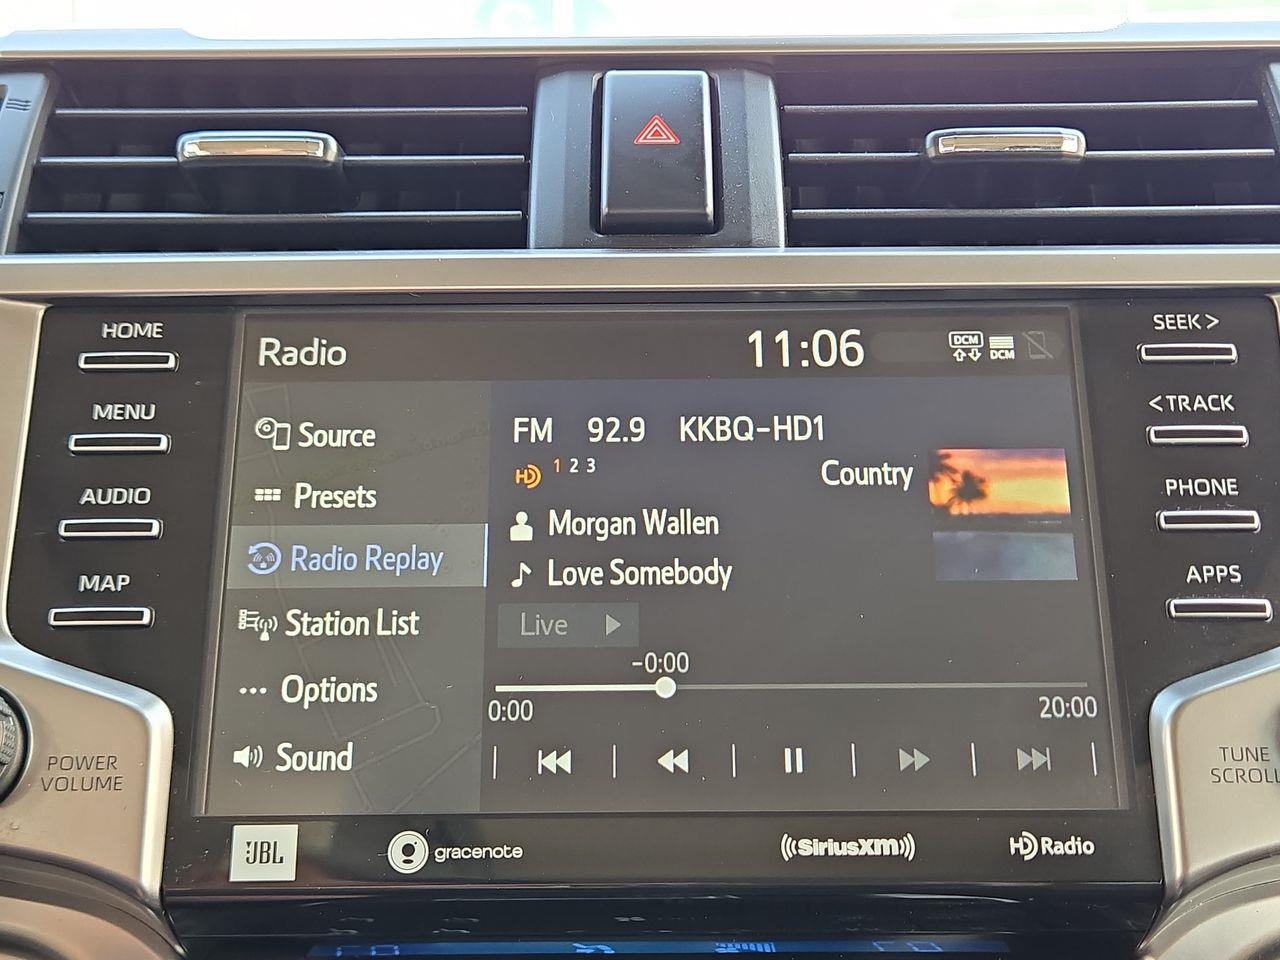 HOME
MENU
AUDIO
MAP
POWER
VOLUME
Radio
11:06
DCM
DCM
Source
Presets
Radio Replay
Station List
Options
Sound
FM 92.9 KKBQ-HD1
HD 1 2 3
Country
Morgan Wallen
Love Somebody
Live
-0:00
0:00
20:00
SEEK >
< TRACK
PHONE
APPS
TUNE
SCROLL
JBL
gracenote
((SiriusXM))
HD Radio